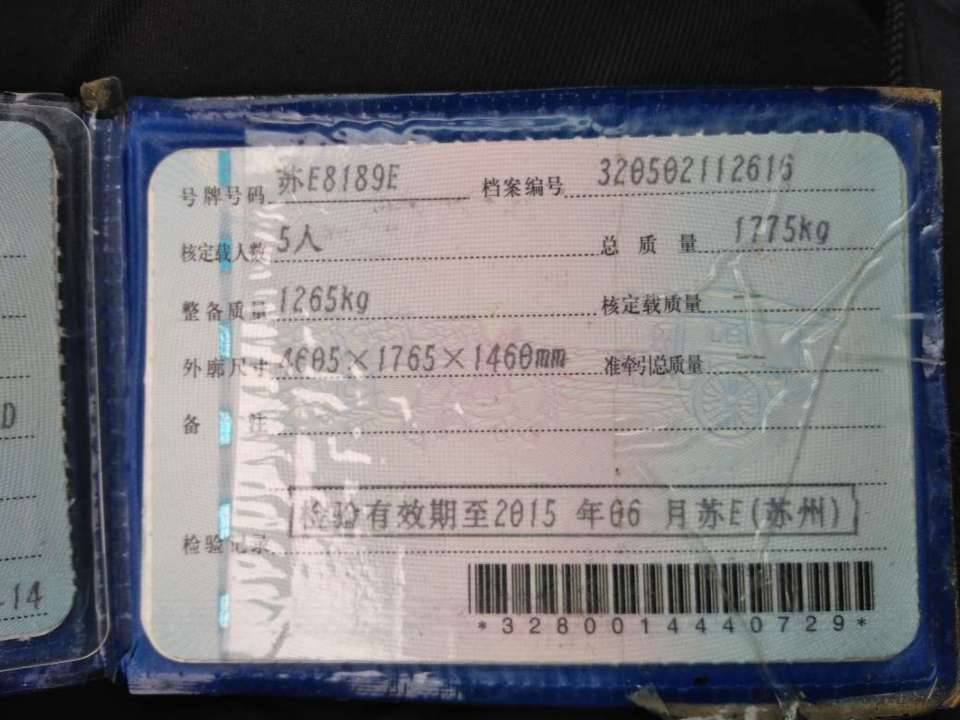 号牌号码 苏E8189E 档案编号 320502112616
核定载人数 5人 总质量 1775kg
整备质量 1265kg 核定载质量 --
外廓尺寸 4605×1765×1460mm 准牵引总质量 --
备注
D
检验有效期至2015 年06 月苏E(苏州)
检验记录
-14
*3280014440729*